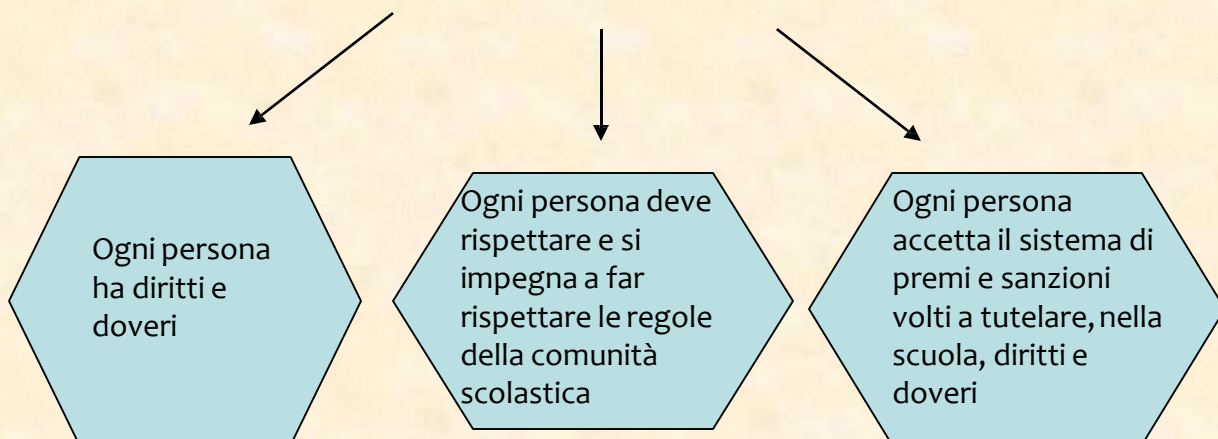 Ogni persona
ha diritti e
doveri
Ogni persona deve
rispettare e si
impegna a far
rispettare le regole
della comunità
scolastica
Ogni persona
accetta il sistema di
premi e sanzioni
volti a tutelare, nella
scuola, diritti e
doveri